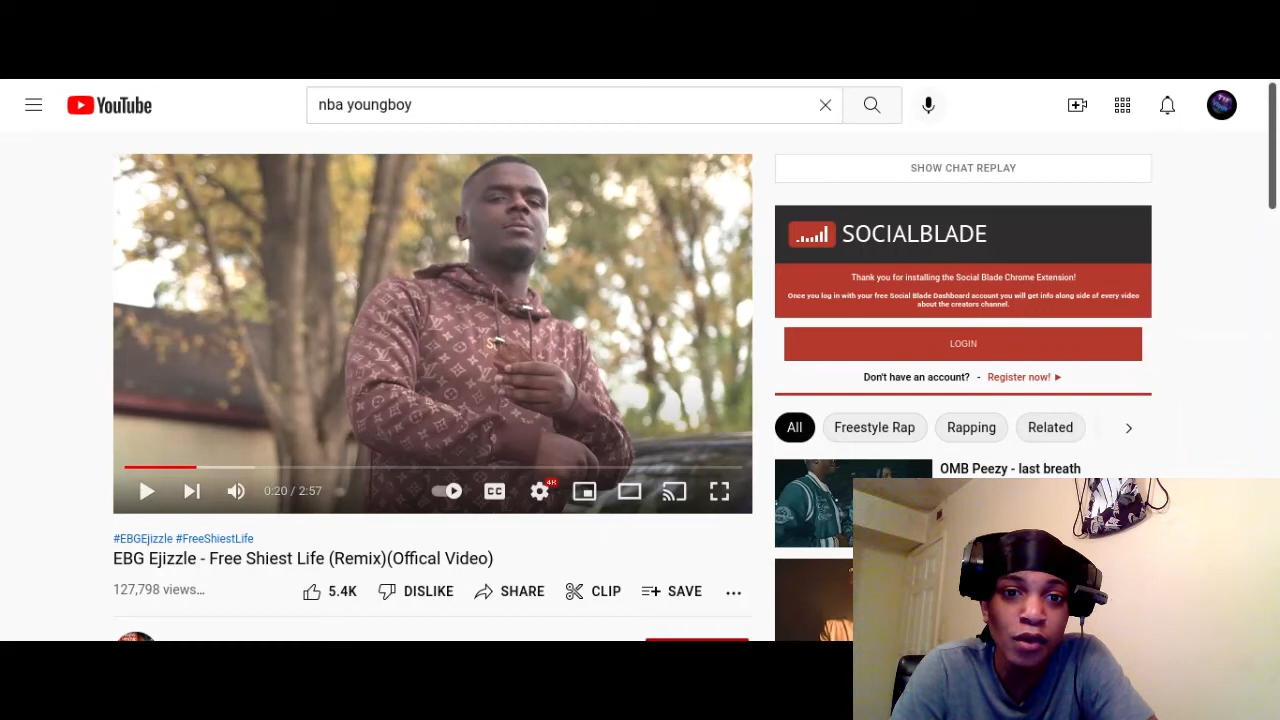 YouTube
nba youngboy
SHOW CHAT REPLAY
SOCIALBLADE
Thank you for installing the Social Blade Chrome Extension!
Once you log in with your free Social Blade Dashboard account you will get info along side of every video
about the creators channel.
LOGIN
Don't have an account? - Register now! ►
All
Freestyle Rap
Rapping
Related
OMB Peezy - last breath
0:20 / 2:57
CC
4K
#EBGEjizzle #FreeShiestLife
EBG Ejizzle - Free Shiest Life (Remix)(Offical Video)
127,798 views...
5.4K
DISLIKE
SHARE
CLIP
SAVE